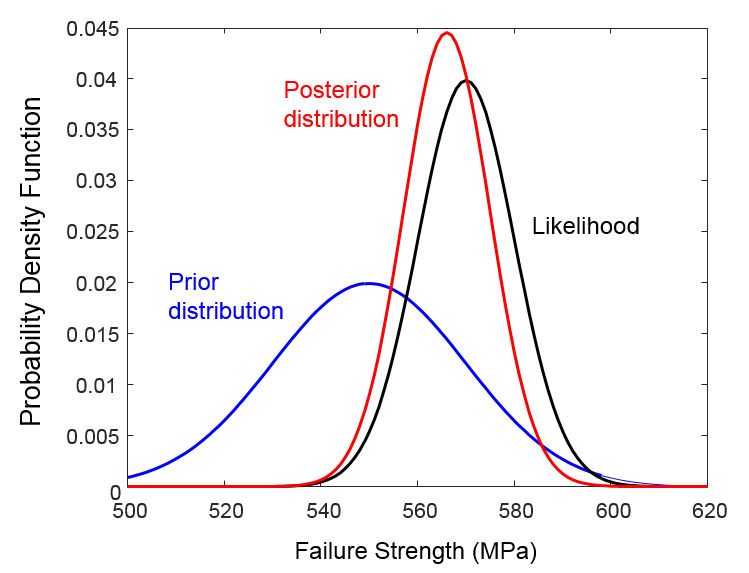 0.045
0.04
0.035
0.03
0.025
0.02
0.015
0.01
0.005
0
Probability Density Function
Posterior
distribution
Likelihood
Prior
distribution
500 520 540 560 580 600 620
Failure Strength (MPa)